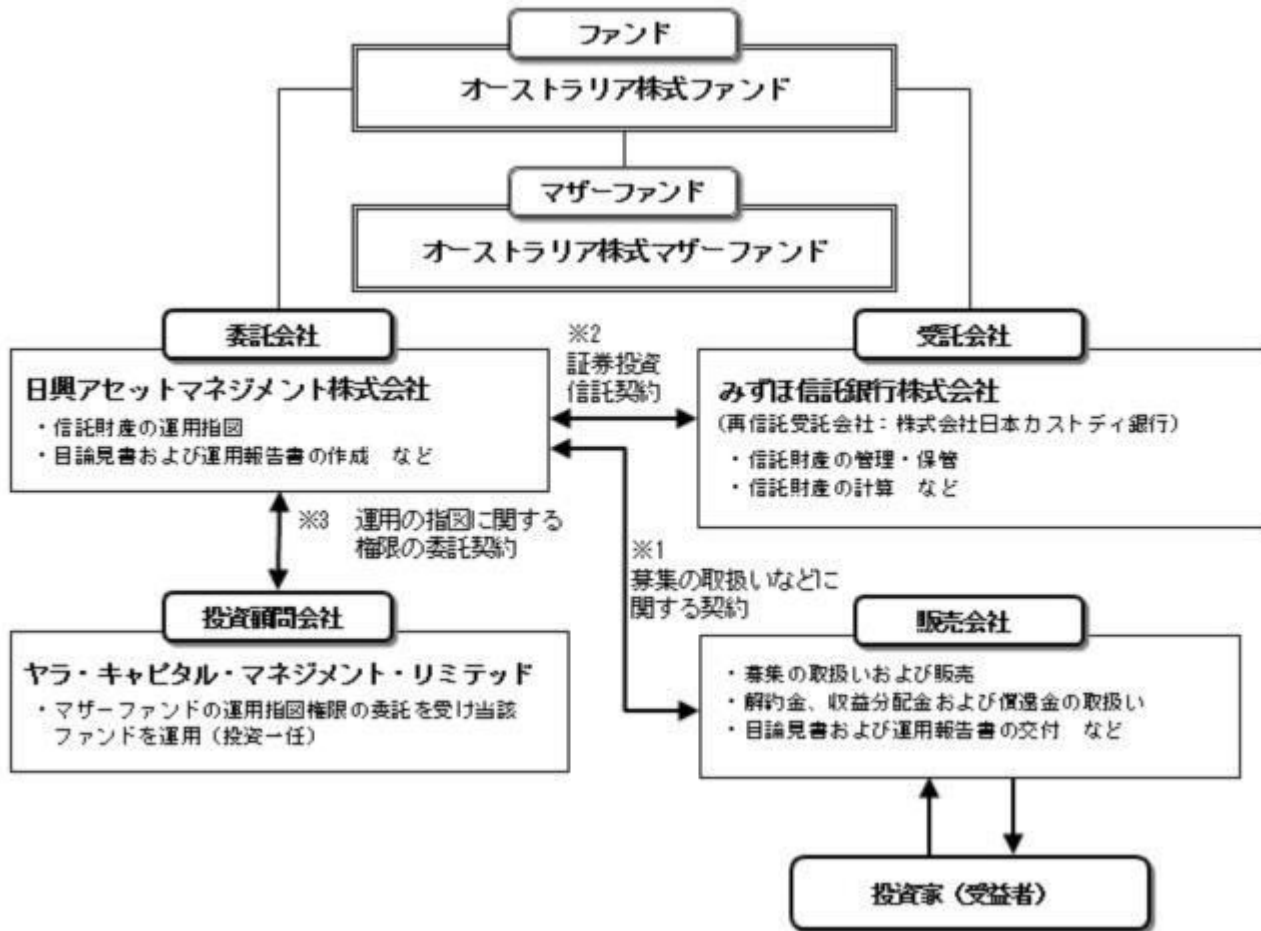 ファンド
オーストラリア株式ファンド
マザーファンド
オーストラリア株式マザーファンド
委託会社
日興アセットマネジメント株式会社
・信託財産の運用指図
・目論見書および運用報告書の作成　など
※2
証券投資
信託契約
受託会社
みずほ信託銀行株式会社
(再信託受託会社：株式会社日本カストディ銀行)
・信託財産の管理・保管
・信託財産の計算　など
※3　運用の指図に関する
権限の委託契約
※1
募集の取扱いなどに
関する契約
投資顧問会社
ヤラ・キャピタル・マネジメント・リミテッド
・マザーファンドの運用指図権限の委託を受け当該
ファンドを運用（投資一任）
販売会社
・募集の取扱いおよび販売
・解約金、収益分配金および償還金の取扱い
・目論見書および運用報告書の交付　など
投資家（受益者）